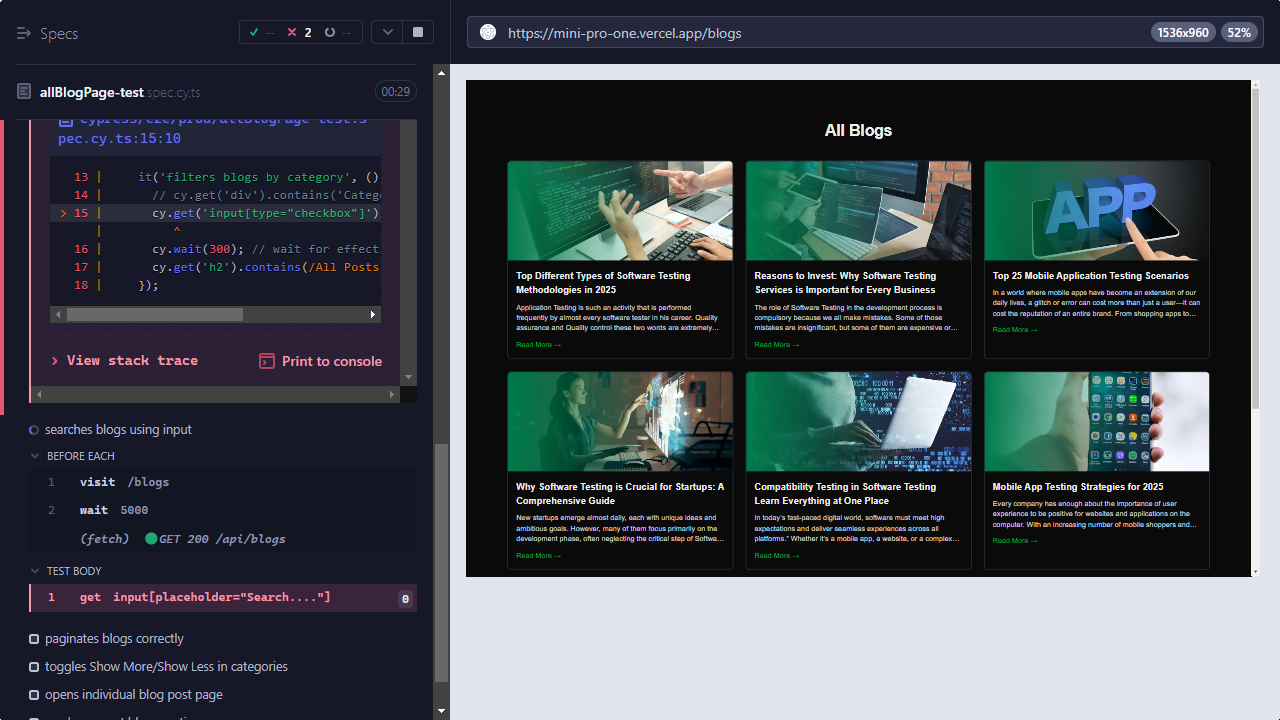 Specs
-- 2 --
https://mini-pro-one.vercel.app/blogs
1536x960 52%
allBlogPage-test.spec.cy.ts 00:29
cypress/e2e/prod/allBlogPage-test.s
pec.cy.ts:15:10
13 | it('filters blogs by category', ()
14 | // cy.get('div').contains('Categ
> 15 | cy.get('input[type="checkbox"]')
| ^
16 | cy.wait(300); // wait for effect
17 | cy.get('h2').contains(/All Posts
18 | });
View stack trace
Print to console
searches blogs using input
BEFORE EACH
1 visit /blogs
2 wait 5000
(fetch) GET 200 /api/blogs
TEST BODY
1 get input[placeholder="Search...."] 0
paginates blogs correctly
toggles Show More/Show Less in categories
opens individual blog post page
All Blogs
APP
Top Different Types of Software Testing
Methodologies in 2025
Application Testing is such an activity that is performed
frequently by almost every software tester in his career. Quality
assurance and Quality control these two words are extremely…
Read More →
Reasons to Invest: Why Software Testing
Services is Important for Every Business
The role of Software Testing in the development process is
compulsory because we all make mistakes. Some of those
mistakes are insignificant, but some of them are expensive or…
Read More →
Top 25 Mobile Application Testing Scenarios
In a world where mobile apps have become an extension of our
daily lives, a glitch or error can cost more than just a user—it can
cost the reputation of an entire brand. From shopping apps to…
Read More →
Why Software Testing is Crucial for Startups: A
Comprehensive Guide
New startups emerge almost daily, each with unique ideas and
ambitious goals. However, many of them focus primarily on the
development phase, often neglecting the critical step of Softwa…
Read More →
Compatibility Testing in Software Testing
Learn Everything at One Place
In today's fast-paced digital world, software must meet high
expectations and deliver seamless experiences across all
platforms." Whether it's a mobile app, a website, or a complex…
Read More →
Mobile App Testing Strategies for 2025
Every company has enough about the importance of user
experience to be positive for websites and applications on the
computer. With an increasing number of mobile shoppers and…
Read More →